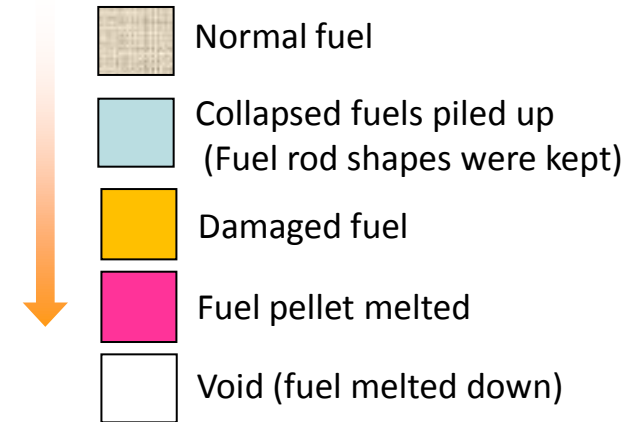 Normal fuel
Collapsed fuels piled up
(Fuel rod shapes were kept)
Damaged fuel
Fuel pellet melted
Void (fuel melted down)